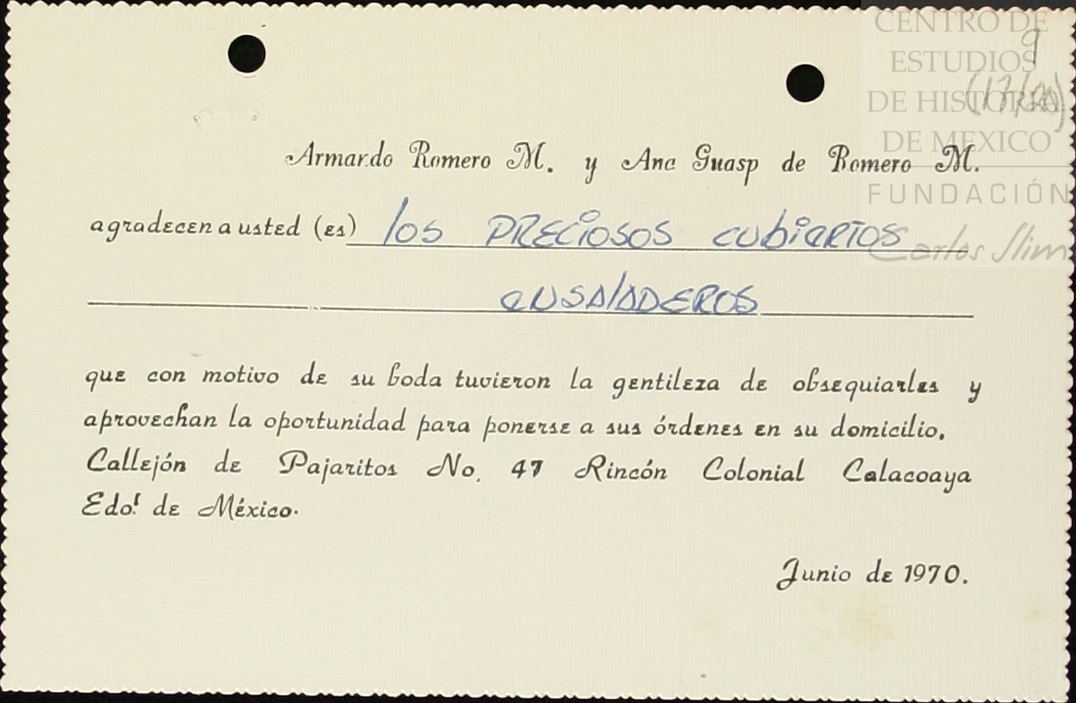 CENTRO DE
ESTUDIOS
DE HISTORIA
DE MEXICO
FUNDACIÓN
Carlos Slim
9
Armando Romero M. y Ana Guasp de Romero M.
agradecen a usted (es) los PRECIOSOS cubiertos
ensaladeros
que con motivo de su boda tuvieron la gentileza de obsequiarles y
aprovechan la oportunidad para ponerse a sus órdenes en su domicilio.
Callejón de Pajaritos No. 47 Rincón Colonial Calacoaya
Edo! de México.
Junio de 1970.